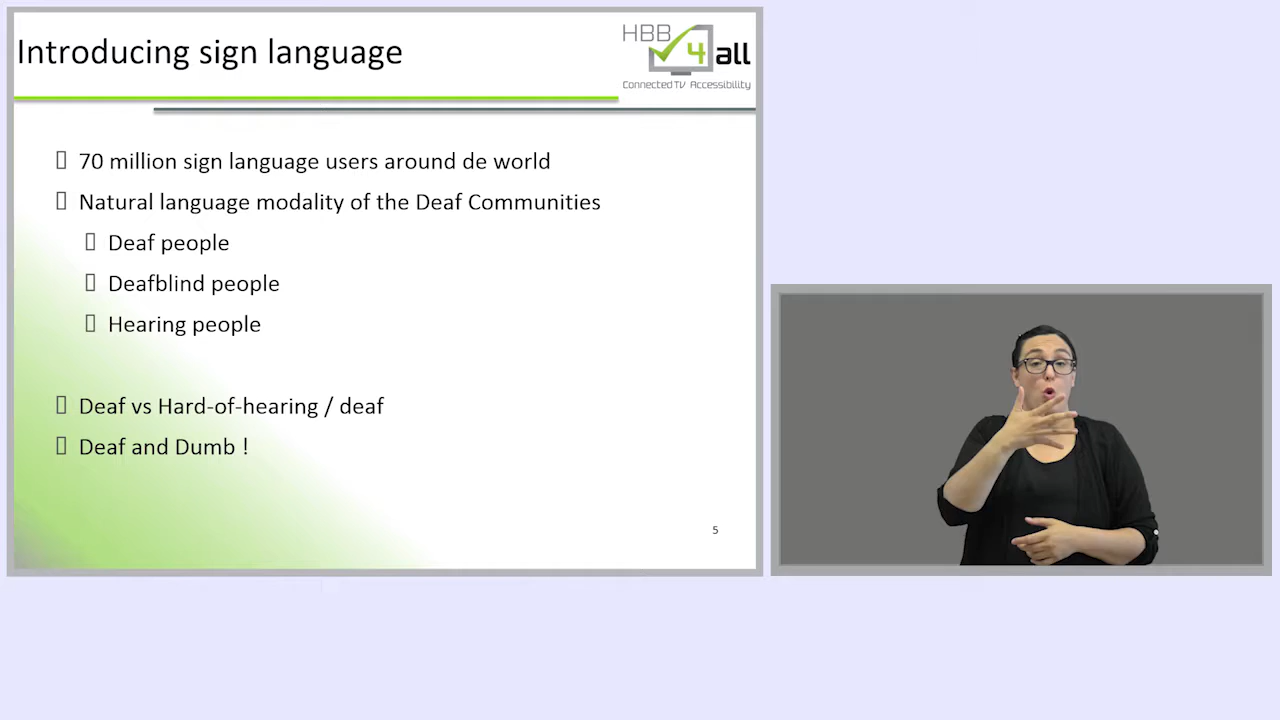 Introducing sign language
HBB
4 all
Connected TV Accessibility
70 million sign language users around de world
Natural language modality of the Deaf Communities
Deaf people
Deafblind people
Hearing people
Deaf vs Hard-of-hearing / deaf
Deaf and Dumb !
5